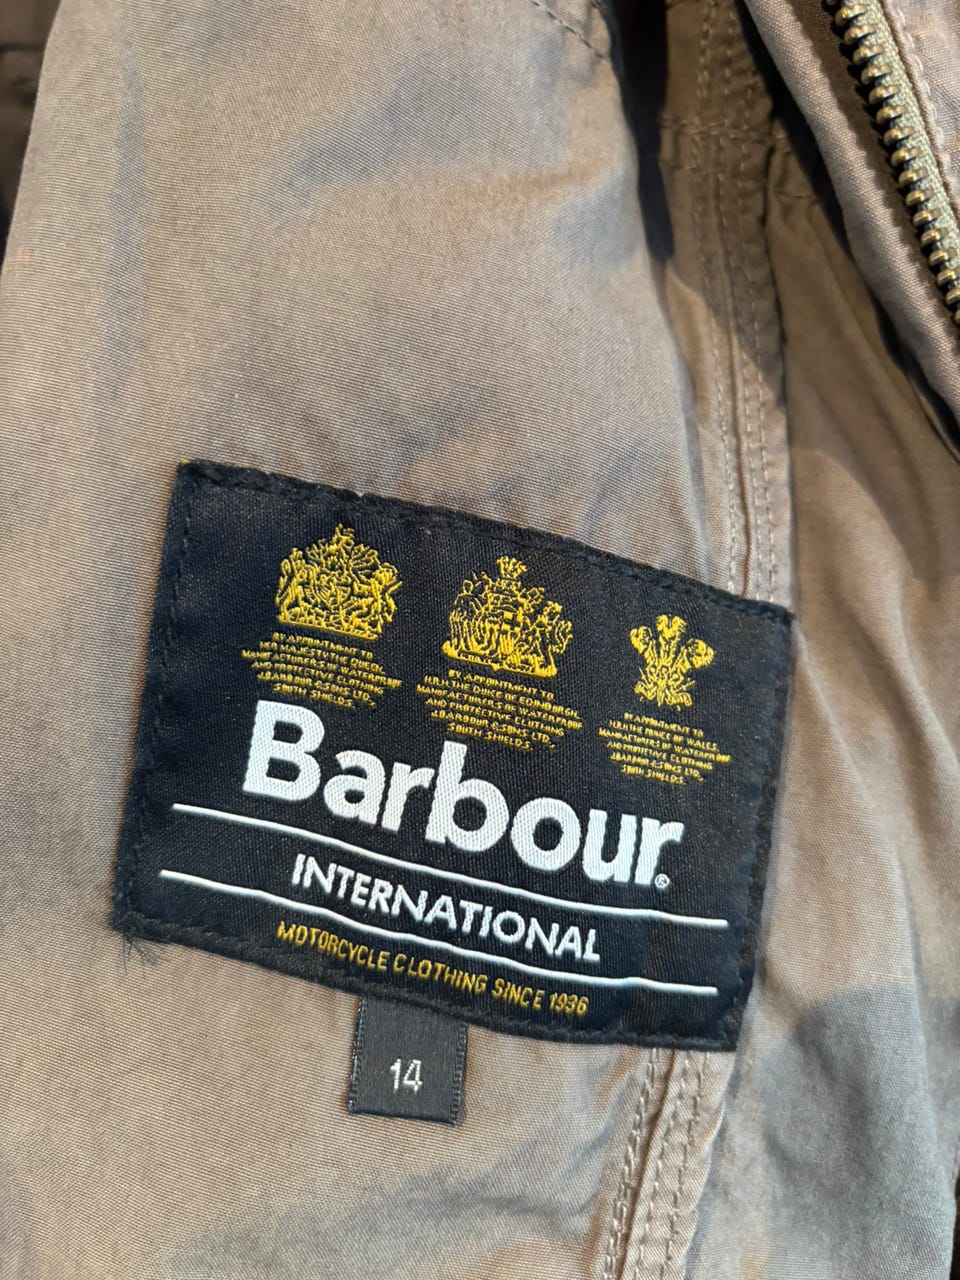 BY APPOINTMENT TO
H.MAJESTY THE QUEEN
MANUFACTURERS OF WATERPROOF
AND PROTECTIVE CLOTHING
J.BARBOUR & SONS LTD.
SOUTH SHIELDS.
BY APPOINTMENT TO
H.R.H. THE DUKE OF EDINBURGH,
MANUFACTURERS OF WATERPROOF
AND PROTECTIVE CLOTHING
J.BARBOUR & SONS LTD.
SOUTH SHIELDS.
BY APPOINTMENT TO
H.R.H. THE PRINCE OF WALES,
MANUFACTURERS OF WATERPROOF
AND PROTECTIVE CLOTHING
J.BARBOUR & SONS LTD.
SOUTH SHIELDS.
Barbour®
INTERNATIONAL
MOTORCYCLE CLOTHING SINCE 1936
14